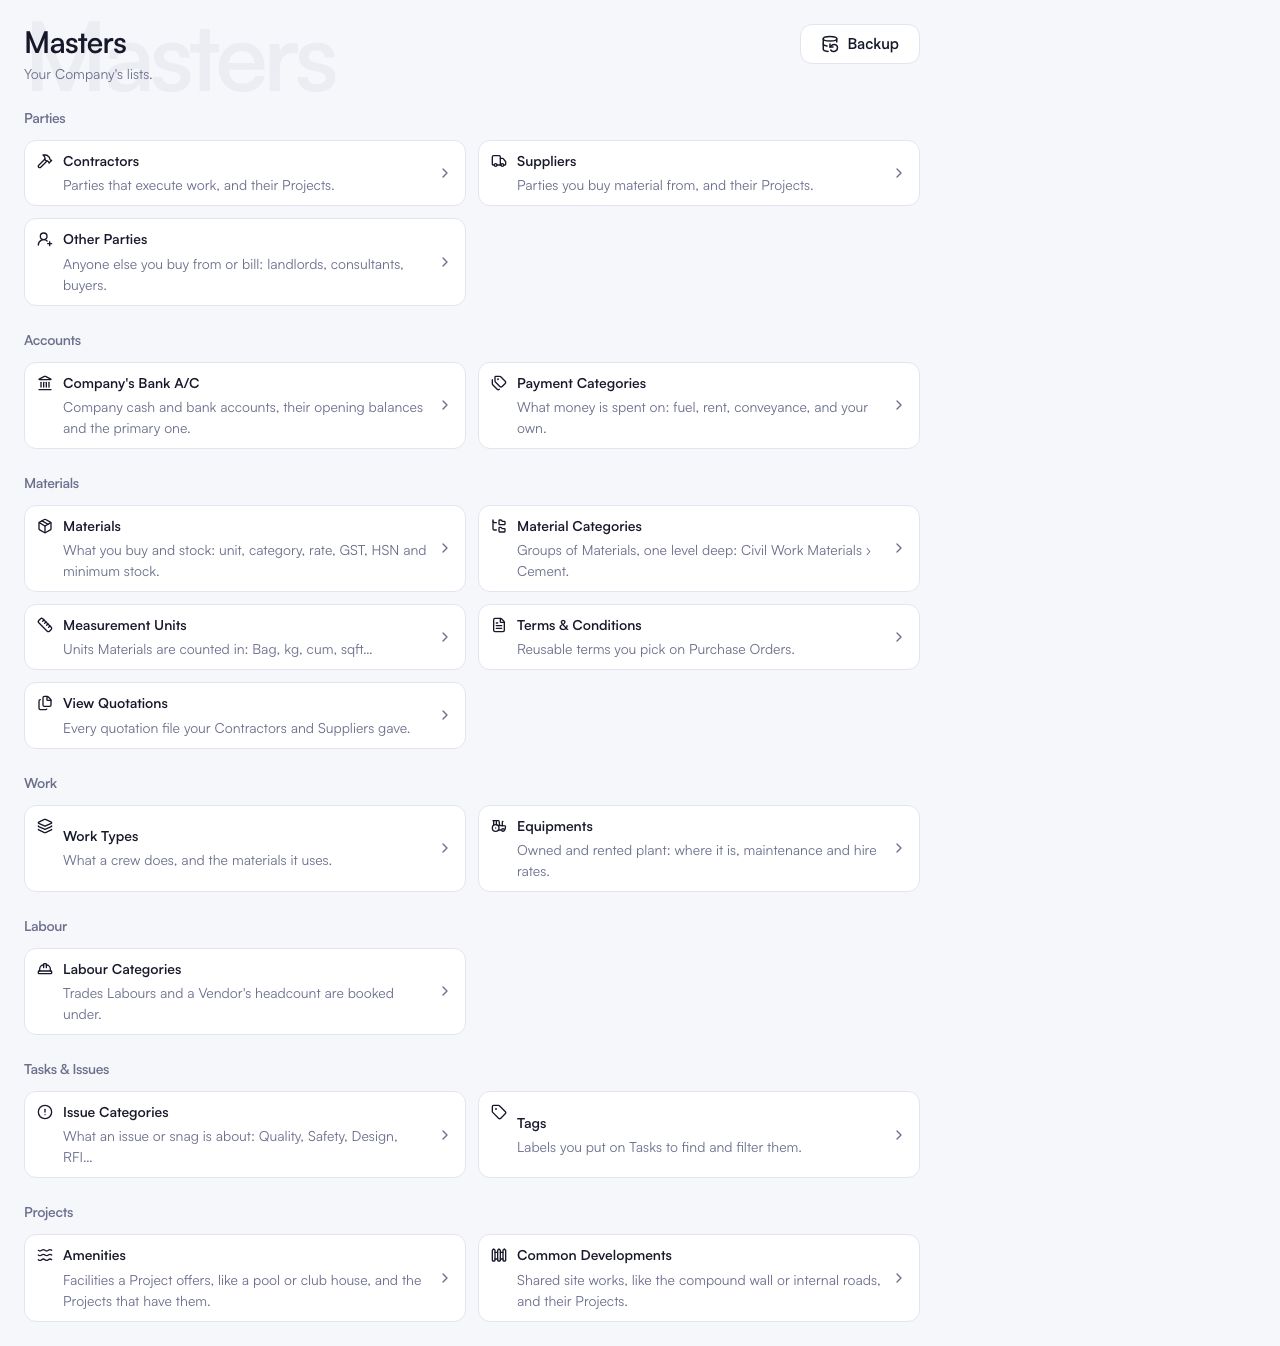 Masters
Masters
Backup
Your Company's lists.
Parties
Contractors
Parties that execute work, and their Projects.
Suppliers
Parties you buy material from, and their Projects.
Other Parties
Anyone else you buy from or bill: landlords, consultants,
buyers.
Accounts
Company's Bank A/C
Company cash and bank accounts, their opening balances
and the primary one.
Payment Categories
What money is spent on: fuel, rent, conveyance, and your
own.
Materials
Materials
What you buy and stock: unit, category, rate, GST, HSN and
minimum stock.
Material Categories
Groups of Materials, one level deep: Civil Work Materials ›
Cement.
Measurement Units
Units Materials are counted in: Bag, kg, cum, sqft…
Terms & Conditions
Reusable terms you pick on Purchase Orders.
View Quotations
Every quotation file your Contractors and Suppliers gave.
Work
Work Types
What a crew does, and the materials it uses.
Equipments
Owned and rented plant: where it is, maintenance and hire
rates.
Labour
Labour Categories
Trades Labours and a Vendor's headcount are booked
under.
Tasks & Issues
Issue Categories
What an issue or snag is about: Quality, Safety, Design,
RFI…
Tags
Labels you put on Tasks to find and filter them.
Projects
Amenities
Facilities a Project offers, like a pool or club house, and the
Projects that have them.
Common Developments
Shared site works, like the compound wall or internal roads,
and their Projects.